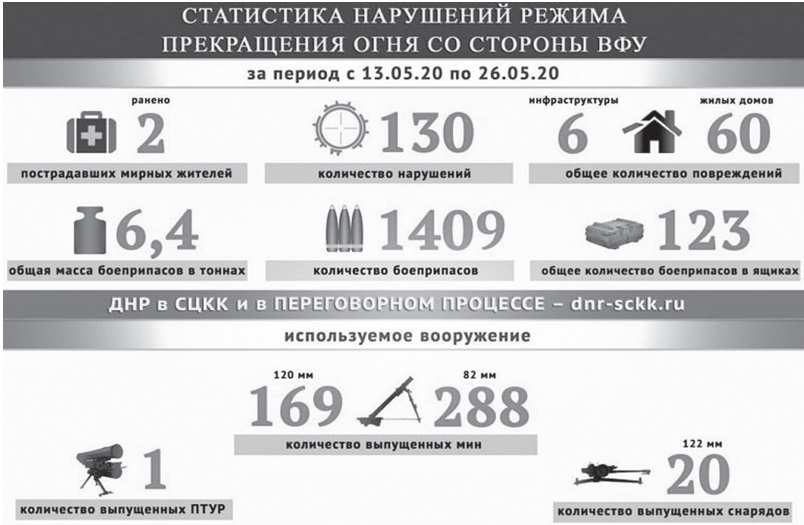 СТАТИСТИКА НАРУШЕНИЙ РЕЖИМА
ПРЕКРАЩЕНИЯ ОГНЯ СО СТОРОНЫ ВФУ
за период с 13.05.20 по 26.05.20
ранено
2
пострадавших мирных жителей
130
количество нарушений
инфраструктуры
6
жилых домов
60
общее количество повреждений
6,4
общая масса боеприпасов в тоннах
1409
количество боеприпасов
123
общее количество боеприпасов в ящиках
ДНР в СЦКК и в ПЕРЕГОВОРНОМ ПРОЦЕССЕ – dnr-sckk.ru
используемое вооружение
120 мм
169
82 мм
288
количество выпущенных мин
1
количество выпущенных ПТУР
122 мм
20
количество выпущенных снарядов